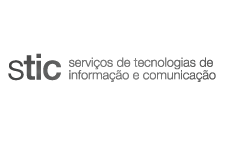 stic serviços de tecnologias de
informação e comunicação